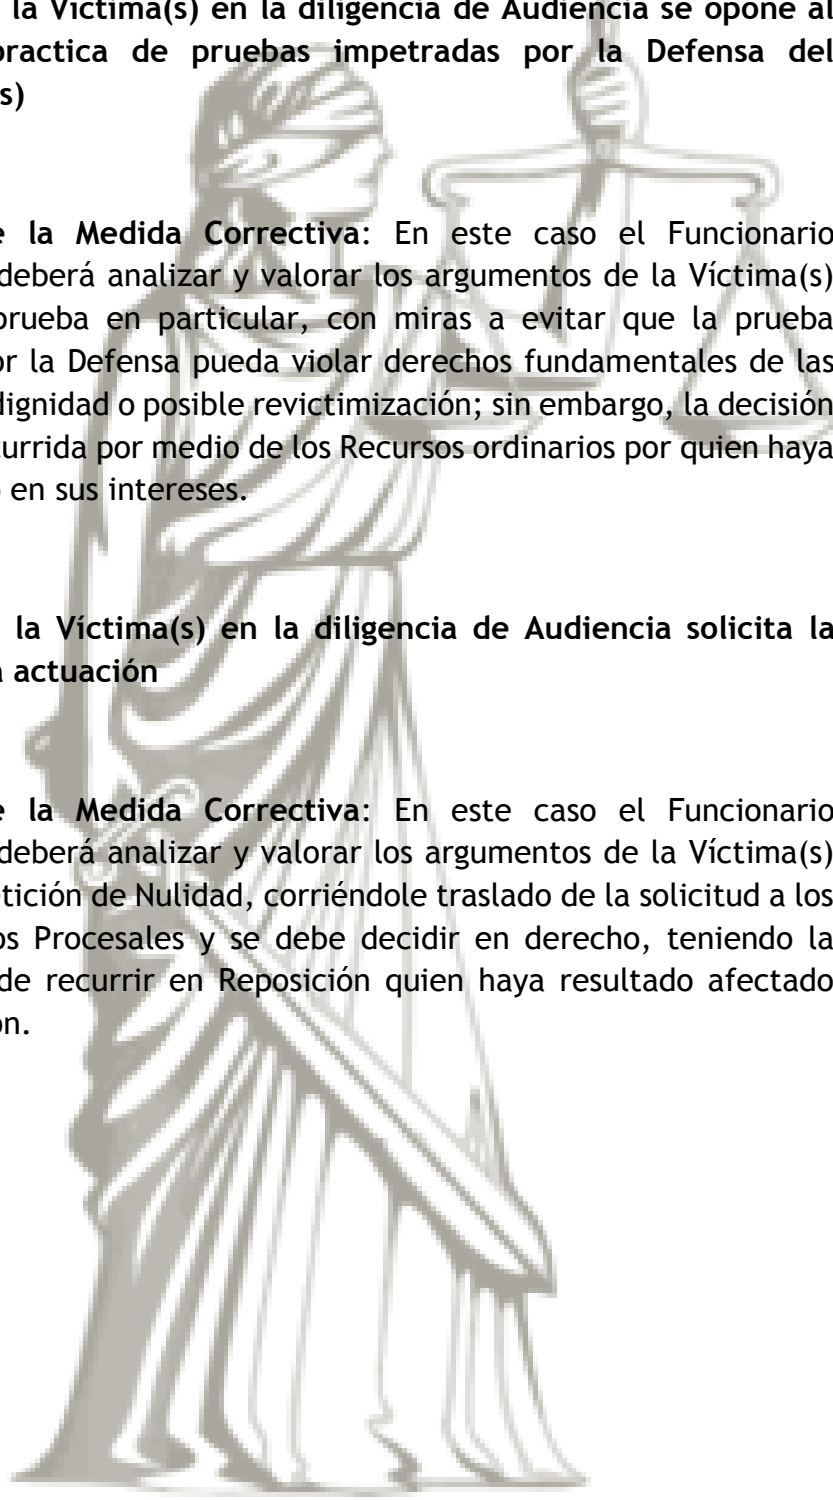 la Víctima(s) en la diligencia de Audiencia se opone al
practica de pruebas impetradas por la Defensa del
s)
e la Medida Correctiva: En este caso el Funcionario
deberá analizar y valorar los argumentos de la Víctima(s)
prueba en particular, con miras a evitar que la prueba
or la Defensa pueda violar derechos fundamentales de las
dignidad o posible revictimización; sin embargo, la decisión
currida por medio de los Recursos ordinarios por quien haya
en sus intereses.
la Víctima(s) en la diligencia de Audiencia solicita la
a actuación
e la Medida Correctiva: En este caso el Funcionario
deberá analizar y valorar los argumentos de la Víctima(s)
etición de Nulidad, corriéndole traslado de la solicitud a los
os Procesales y se debe decidir en derecho, teniendo la
de recurrir en Reposición quien haya resultado afectado
ón.